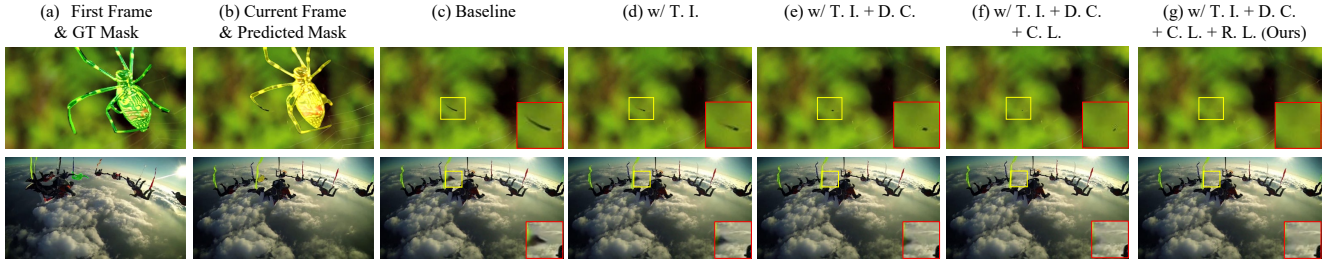 (a) First Frame
& GT Mask
(b) Current Frame
& Predicted Mask
(c) Baseline
(d) w/ T. I.
(e) w/ T. I. + D. C.
(f) w/ T. I. + D. C.
+ C. L.
(g) w/ T. I. + D. C.
+ C. L. + R. L. (Ours)